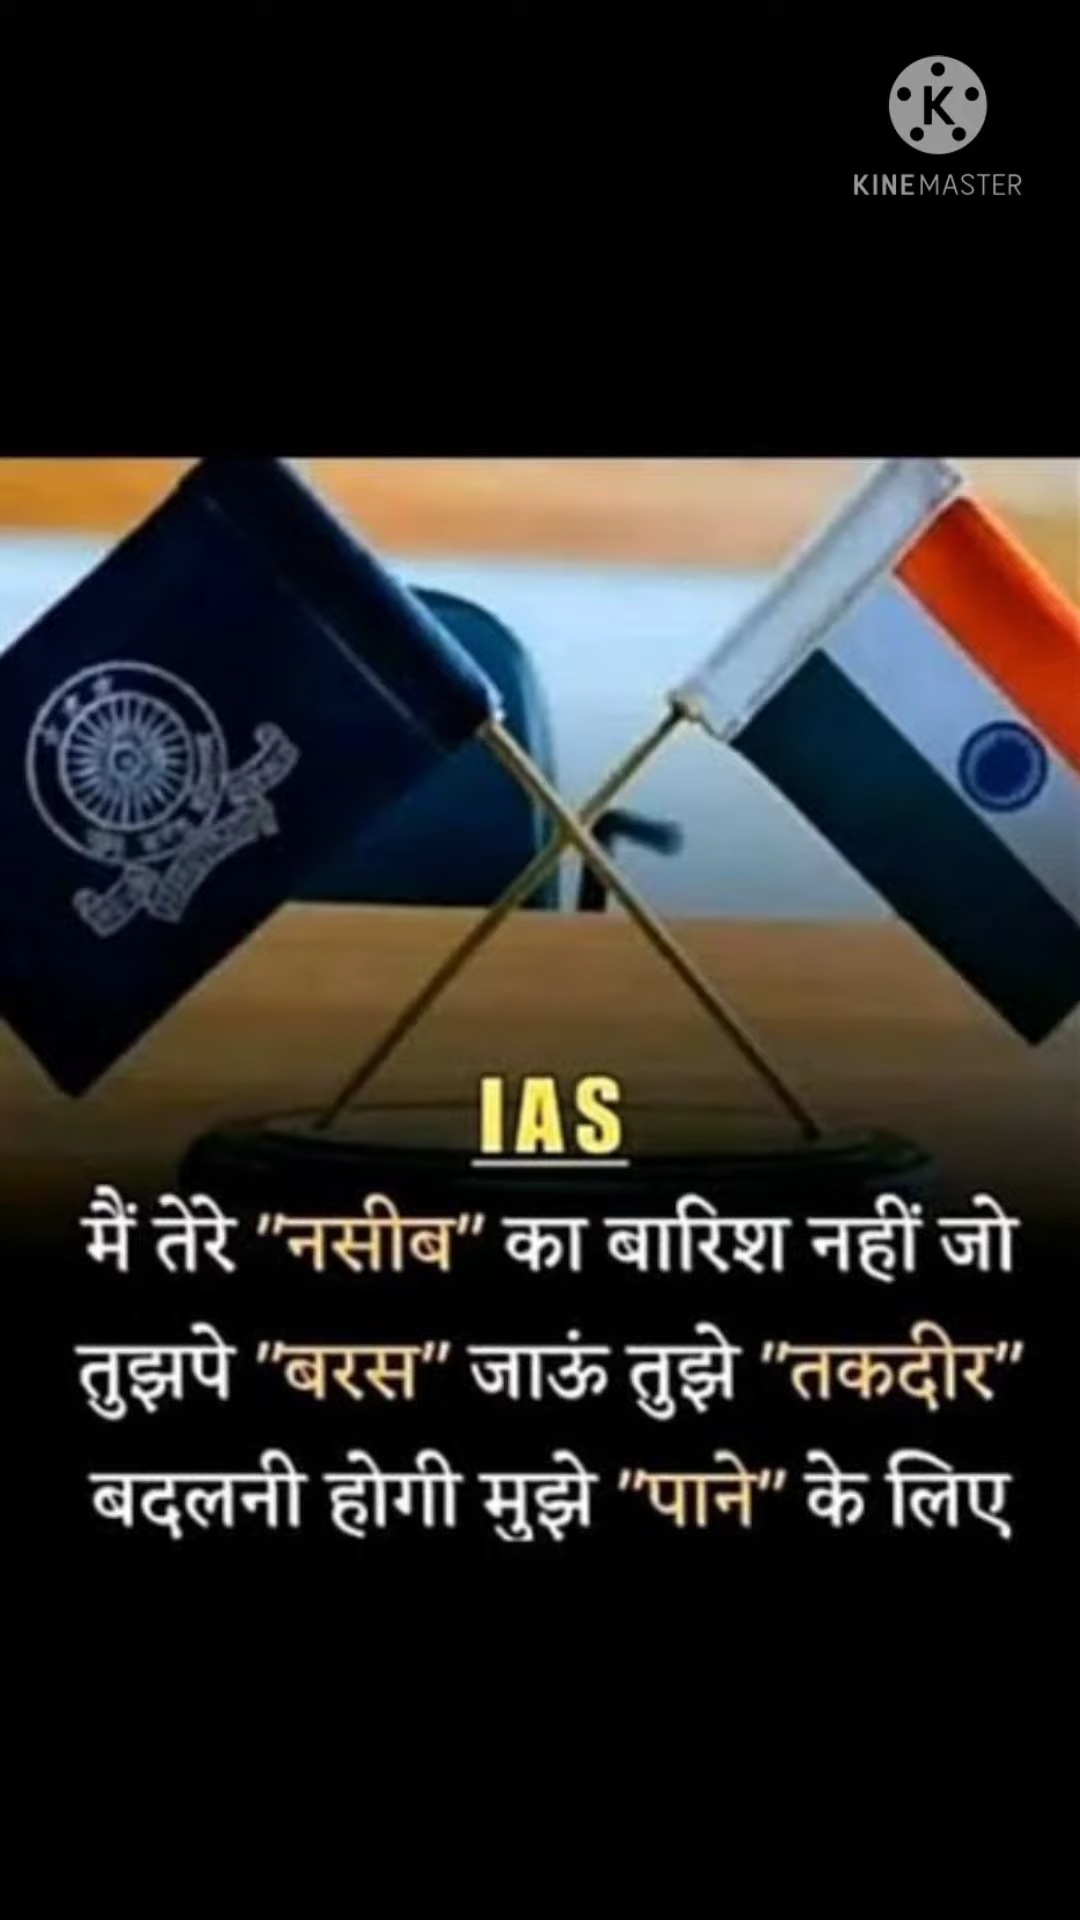 K
KINEMASTER
IAS
मैं तेरे "नसीब" का बारिश नहीं जो
तुझपे "बरस" जाऊं तुझे "तकदीर"
बदलनी होगी मुझे "पाने" के लिए